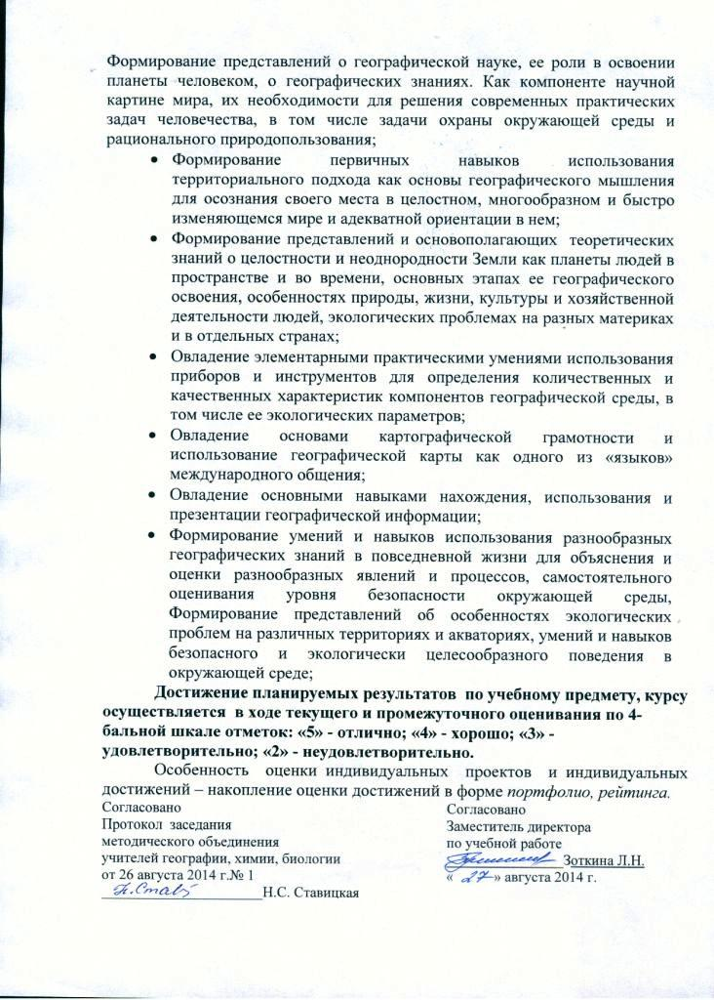 Формирование представлений о географической науке, ее роли в освоении
планеты человеком, о географических знаниях. Как компоненте научной
картине мира, их необходимости для решения современных практических
задач человечества, в том числе задачи охраны окружающей среды и
рационального природопользования;
• Формирование первичных навыков использования
территориального подхода как основы географического мышления
для осознания своего места в целостном, многообразном и быстро
изменяющемся мире и адекватной ориентации в нем;
• Формирование представлений и основополагающих теоретических
знаний о целостности и неоднородности Земли как планеты людей в
пространстве и во времени, основных этапах ее географического
освоения, особенностях природы, жизни, культуры и хозяйственной
деятельности людей, экологических проблемах на разных материках
и в отдельных странах;
• Овладение элементарными практическими умениями использования
приборов и инструментов для определения количественных и
качественных характеристик компонентов географической среды, в
том числе ее экологических параметров;
• Овладение основами картографической грамотности и
использование географической карты как одного из «языков»
международного общения;
• Овладение основными навыками нахождения, использования и
презентации географической информации;
• Формирование умений и навыков использования разнообразных
географических знаний в повседневной жизни для объяснения и
оценки разнообразных явлений и процессов, самостоятельного
оценивания уровня безопасности окружающей среды,
Формирование представлений об особенностях экологических
проблем на различных территориях и акваториях, умений и навыков
безопасного и экологически целесообразного поведения в
окружающей среде;
Достижение планируемых результатов по учебному предмету, курсу
осуществляется в ходе текущего и промежуточного оценивания по 4-
бальной шкале отметок: «5» - отлично; «4» - хорошо; «3» -
удовлетворительно; «2» - неудовлетворительно.
Особенность оценки индивидуальных проектов и индивидуальных
достижений – накопление оценки достижений в форме портфолио, рейтинга.
Согласовано
Протокол заседания
методического объединения
учителей географии, химии, биологии
от 26 августа 2014 г.№ 1
Н.С. Ставицкая
Согласовано
Заместитель директора
по учебной работе
Зоткина Л.Н.
« 27 » августа 2014 г.